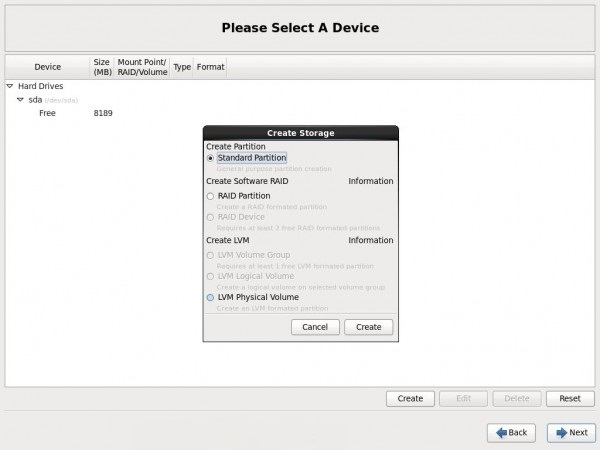 Please Select A Device
Device
Size (MB)
Mount Point/ RAID/Volume
Type
Format
Hard Drives
sda (/dev/sda)
Free 8189
Create Storage
Create Partition
Standard Partition
General purpose partition creation
Create Software RAID Information
RAID Partition
Create a RAID formated partition
RAID Device
Requires at least 2 free RAID formated partitions
Create LVM Information
LVM Volume Group
Requires at least 1 free LVM formated partition
LVM Logical Volume
Create a logical volume on selected volume group
LVM Physical Volume
Create an LVM formated partition
Cancel Create
Create Edit Delete Reset
Back Next